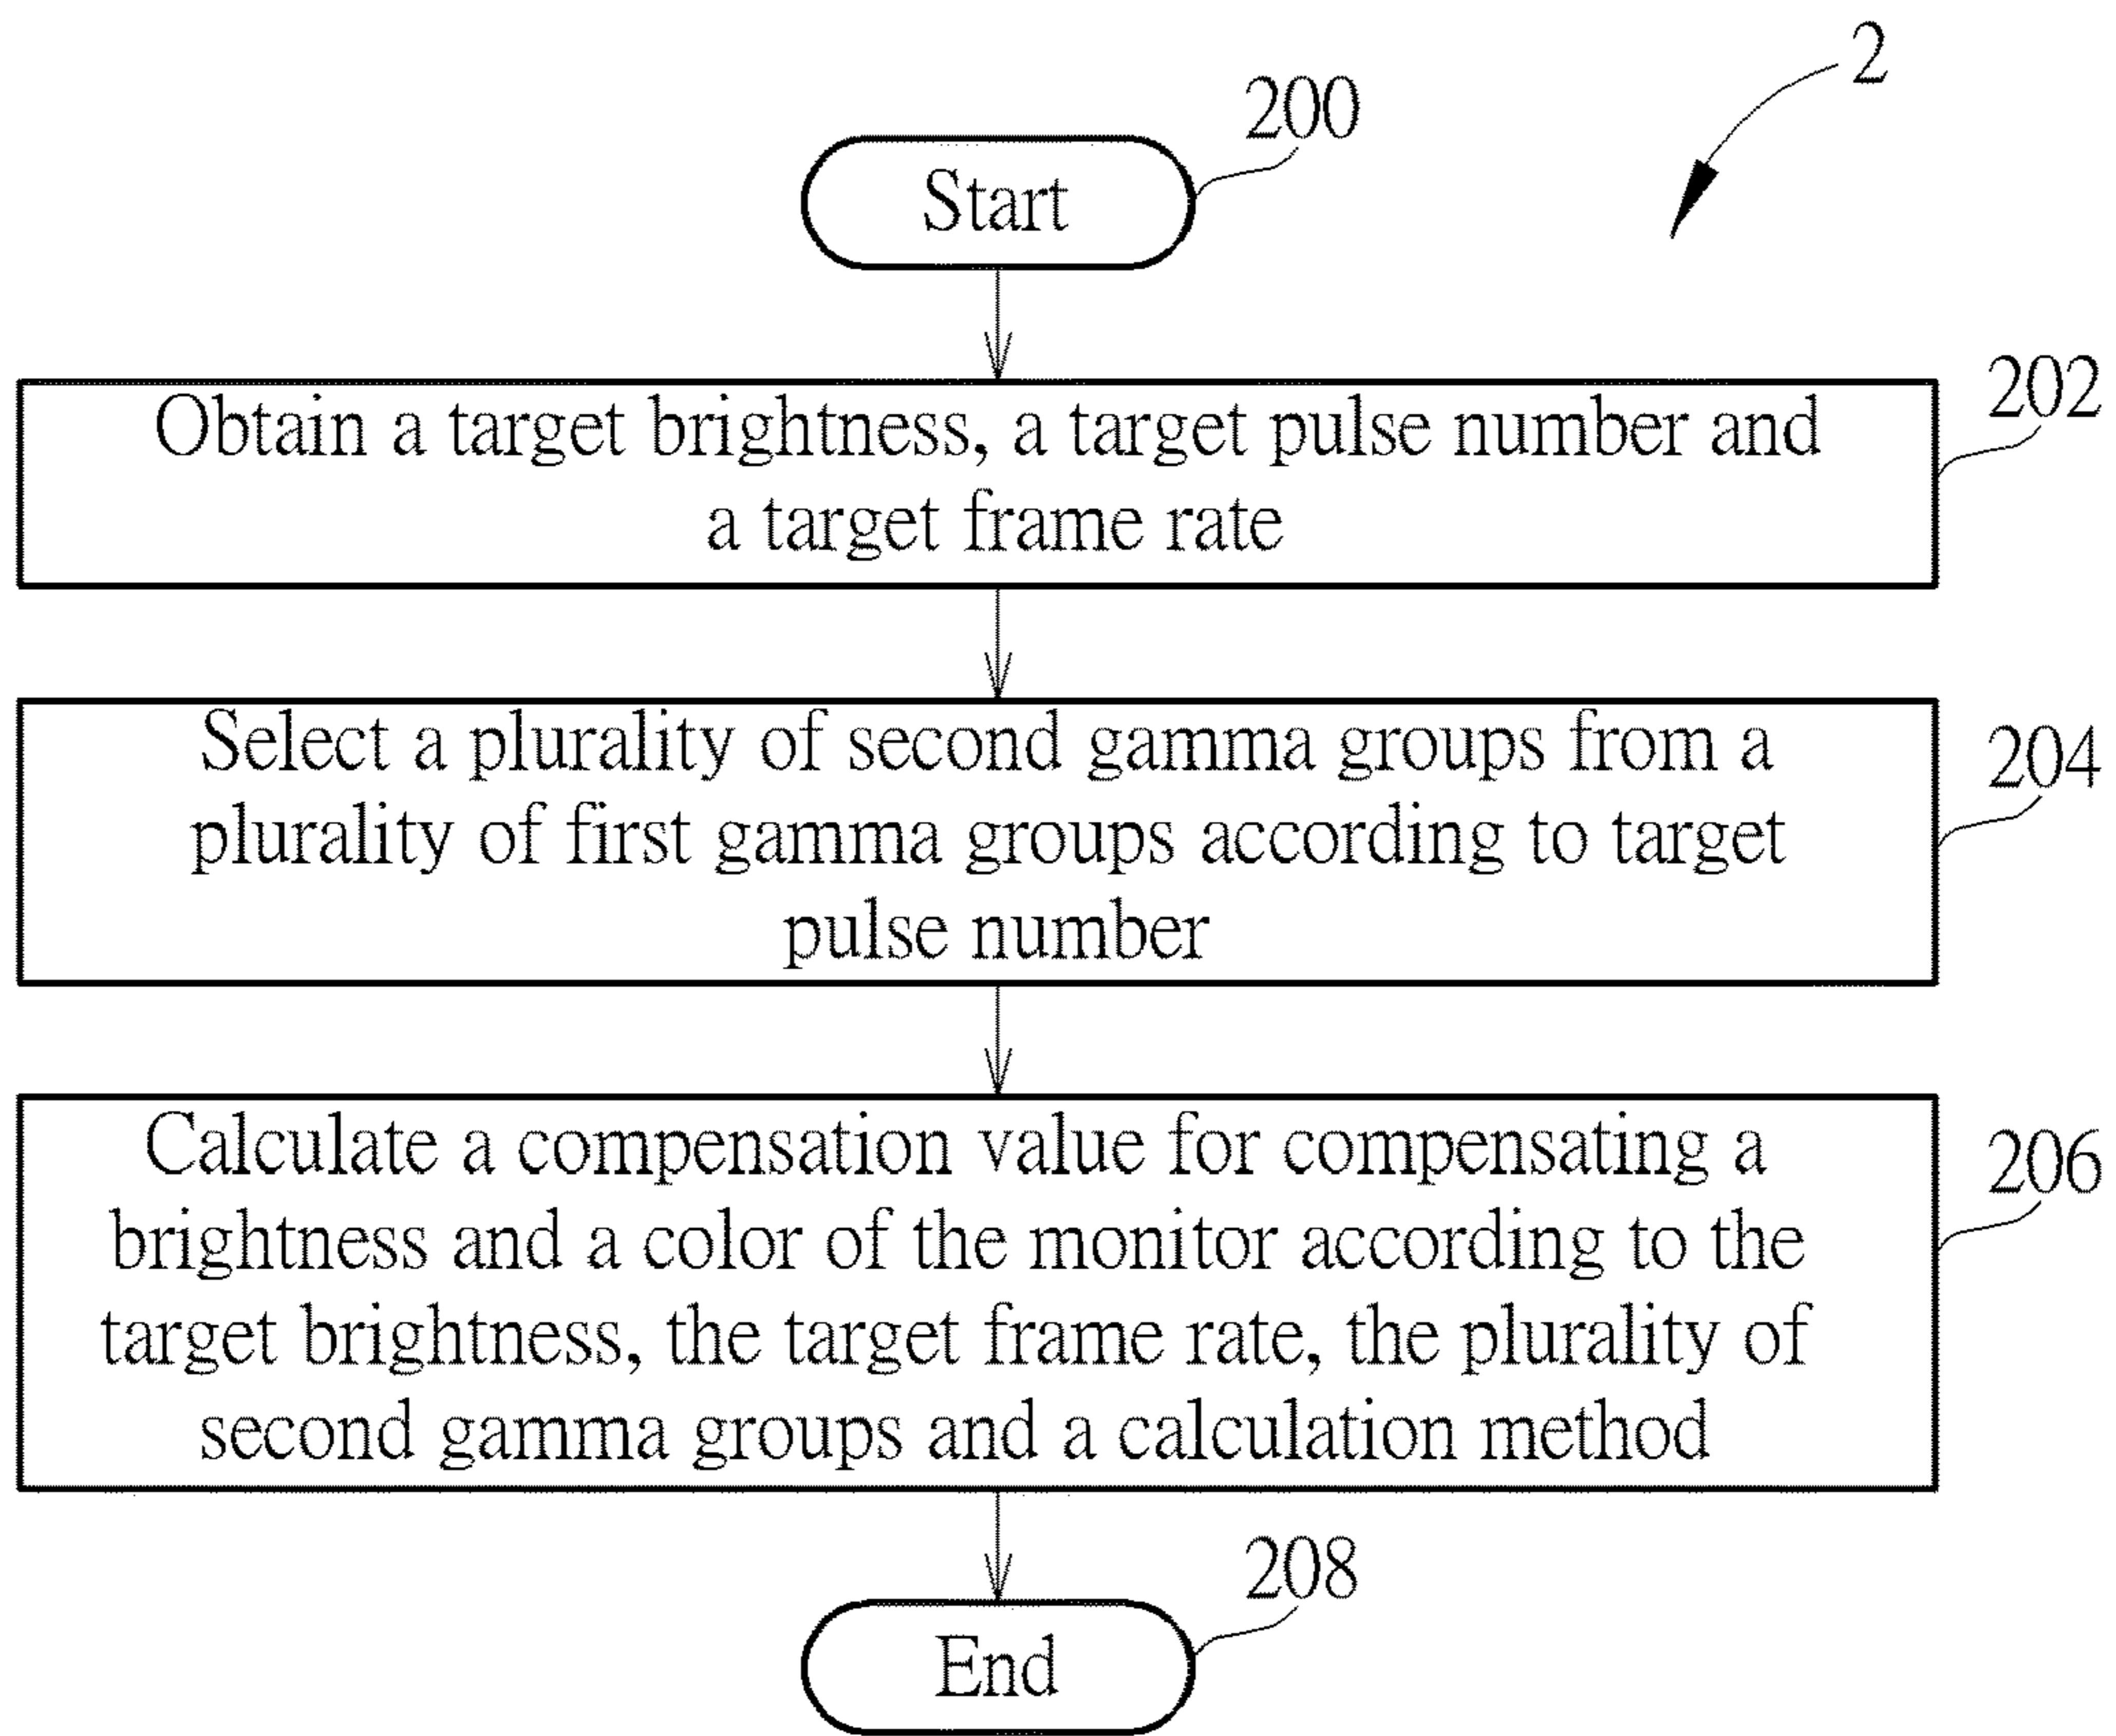 2
200
Start
202
Obtain a target brightness, a target pulse number and
a target frame rate
204
Select a plurality of second gamma groups from a
plurality of first gamma groups according to target
pulse number
206
Calculate a compensation value for compensating a
brightness and a color of the monitor according to the
target brightness, the target frame rate, the plurality of
second gamma groups and a calculation method
208
End